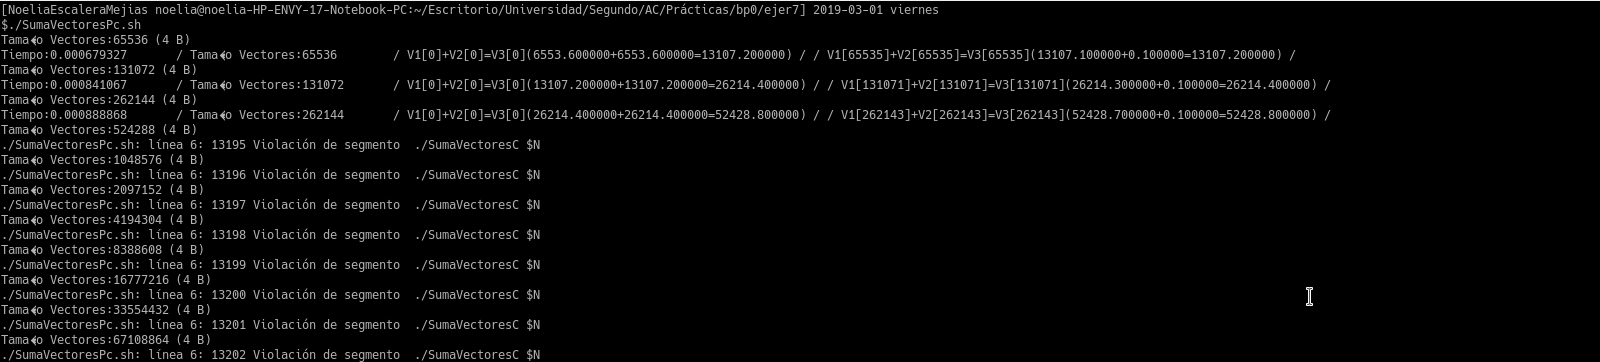 [NoeliaEscaleraMejias noelia@noelia-HP-ENVY-17-Notebook-PC:~/Escritorio/Universidad/Segundo/AC/Prácticas/bp0/ejer7] 2019-03-01 viernes
$./SumaVectoresPc.sh
Tama�o Vectores:65536 (4 B)
Tiempo:0.000679327 / Tama�o Vectores:65536 / V1[0]+V2[0]=V3[0](6553.600000+6553.600000=13107.200000) / / V1[65535]+V2[65535]=V3[65535](13107.100000+0.100000=13107.200000) /
Tama�o Vectores:131072 (4 B)
Tiempo:0.000841067 / Tama�o Vectores:131072 / V1[0]+V2[0]=V3[0](13107.200000+13107.200000=26214.400000) / / V1[131071]+V2[131071]=V3[131071](26214.300000+0.100000=26214.400000) /
Tama�o Vectores:262144 (4 B)
Tiempo:0.000888868 / Tama�o Vectores:262144 / V1[0]+V2[0]=V3[0](26214.400000+26214.400000=52428.800000) / / V1[262143]+V2[262143]=V3[262143](52428.700000+0.100000=52428.800000) /
Tama�o Vectores:524288 (4 B)
./SumaVectoresPc.sh: línea 6: 13195 Violación de segmento ./SumaVectoresC $N
Tama�o Vectores:1048576 (4 B)
./SumaVectoresPc.sh: línea 6: 13196 Violación de segmento ./SumaVectoresC $N
Tama�o Vectores:2097152 (4 B)
./SumaVectoresPc.sh: línea 6: 13197 Violación de segmento ./SumaVectoresC $N
Tama�o Vectores:4194304 (4 B)
./SumaVectoresPc.sh: línea 6: 13198 Violación de segmento ./SumaVectoresC $N
Tama�o Vectores:8388608 (4 B)
./SumaVectoresPc.sh: línea 6: 13199 Violación de segmento ./SumaVectoresC $N
Tama�o Vectores:16777216 (4 B)
./SumaVectoresPc.sh: línea 6: 13200 Violación de segmento ./SumaVectoresC $N
Tama�o Vectores:33554432 (4 B)
./SumaVectoresPc.sh: línea 6: 13201 Violación de segmento ./SumaVectoresC $N
Tama�o Vectores:67108864 (4 B)
./SumaVectoresPc.sh: línea 6: 13202 Violación de segmento ./SumaVectoresC $N